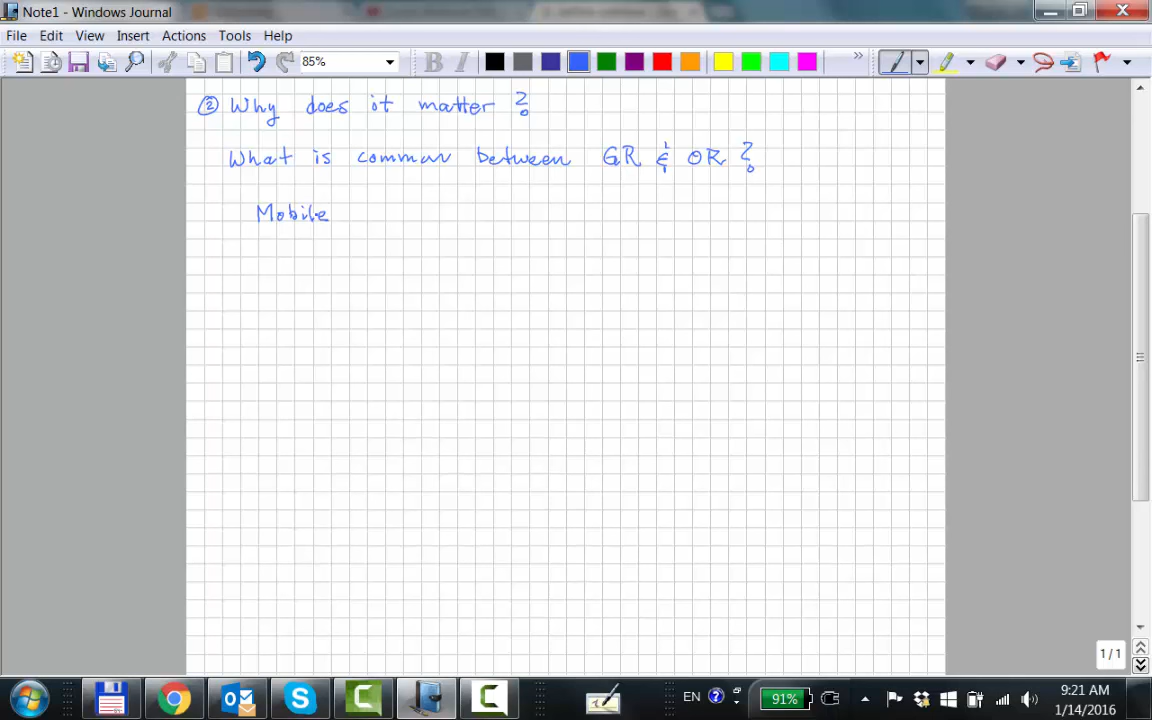 Note1 - Windows Journal
File Edit View Insert Actions Tools Help
85% B I
② Why does it matter ?
What is common between GR & OR ?
Mobile
1 / 1
EN 91% 9:21 AM
1/14/2016